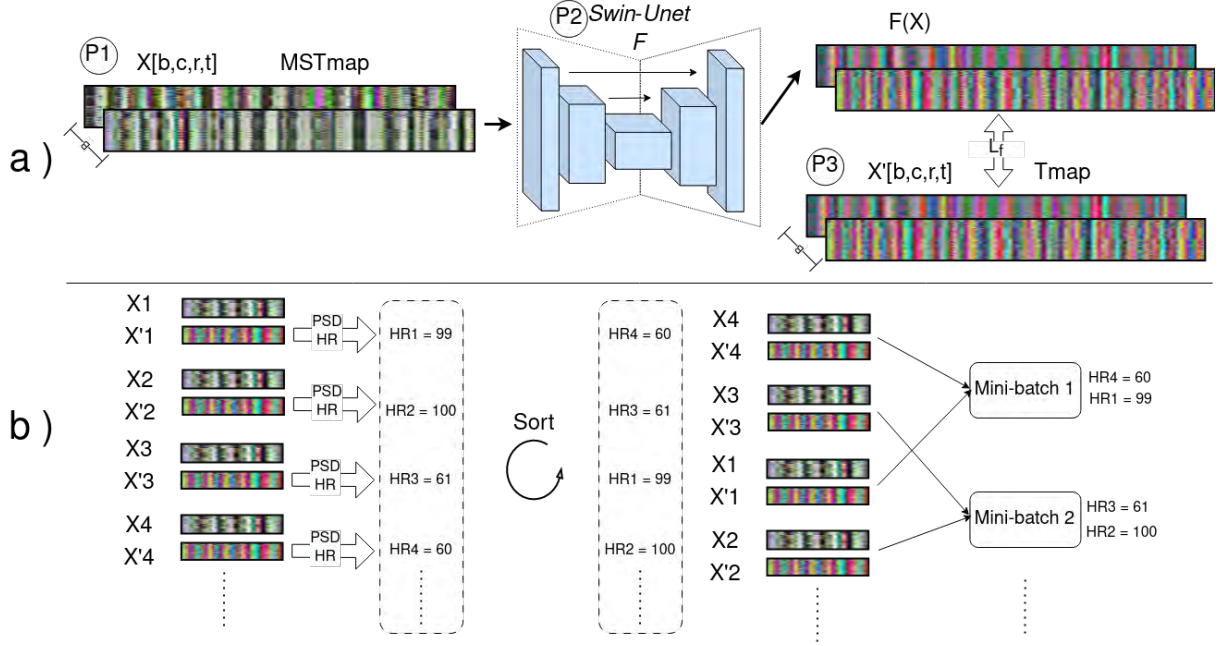 a )
P1
X[b,c,r,t] MSTmap
B
P2 Swin-Unet
F
F(X)
L_f
P3
X'[b,c,r,t] Tmap
B
b )
X1
X'1
PSD
HR
HR1 = 99
X2
X'2
PSD
HR
HR2 = 100
X3
X'3
PSD
HR
HR3 = 61
X4
X'4
PSD
HR
HR4 = 60
Sort
HR4 = 60
HR3 = 61
HR1 = 99
HR2 = 100
X4
X'4
X3
X'3
X1
X'1
X2
X'2
Mini-batch 1
HR4 = 60
HR1 = 99
Mini-batch 2
HR3 = 61
HR2 = 100